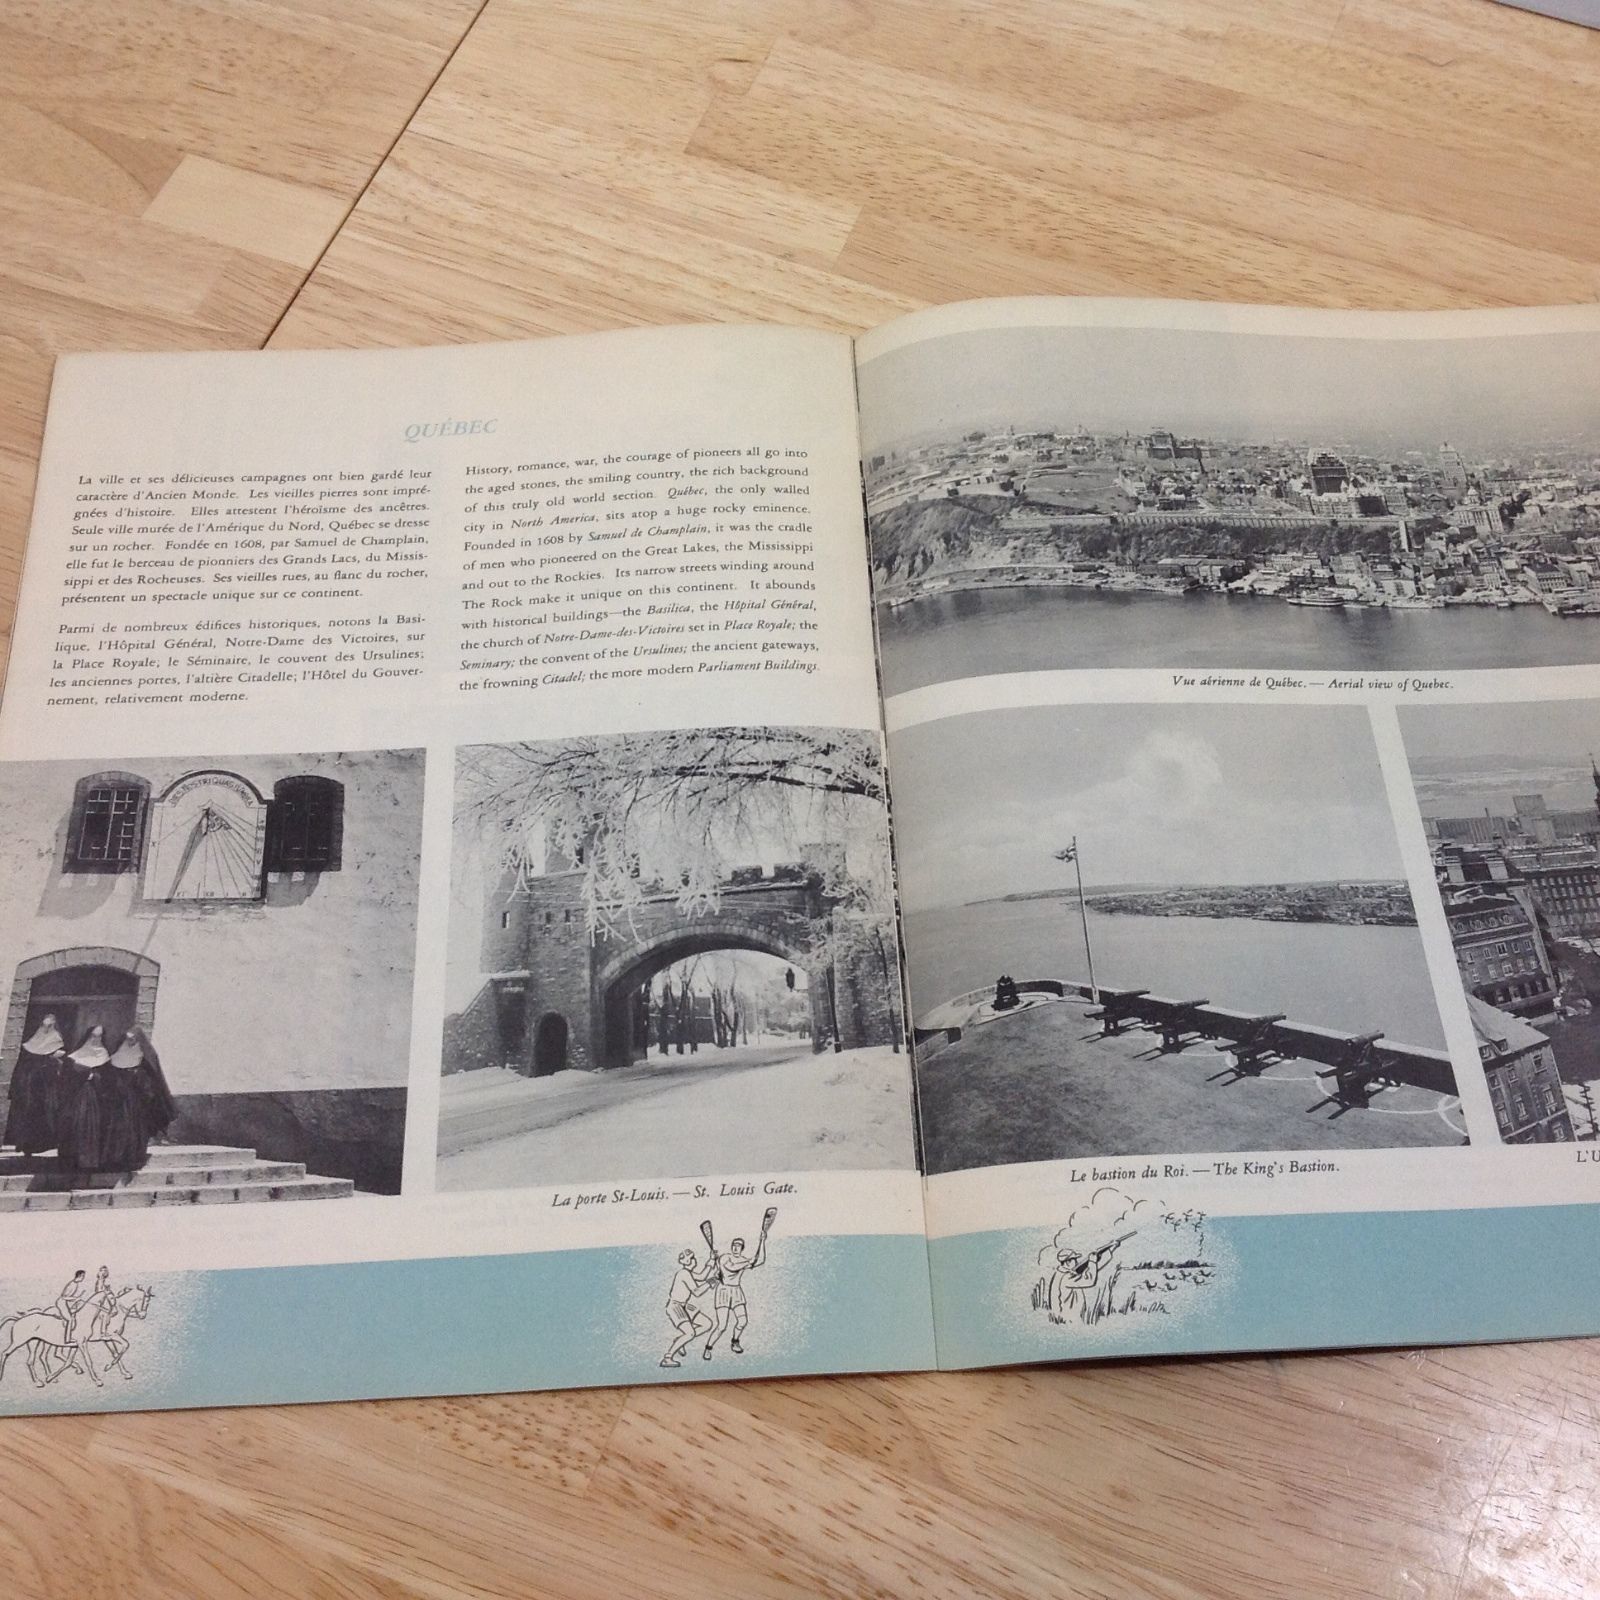 QUÉBEC
La ville et ses délicieuses campagnes ont bien gardé leur
caractère d'Ancien Monde. Les vieilles pierres sont impré-
gnées d'histoire. Elles attestent l'héroïsme des ancêtres.
Seule ville murée de l'Amérique du Nord, Québec se dresse
sur un rocher. Fondée en 1608, par Samuel de Champlain,
elle fut le berceau de pionniers des Grands Lacs, du Missis-
sippi et des Rocheuses. Ses vieilles rues, au flanc du rocher,
présentent un spectacle unique sur ce continent.
Parmi de nombreux édifices historiques, notons la Basi-
lique, l'Hôpital Général, Notre-Dame des Victoires, sur
la Place Royale; le Séminaire, le couvent des Ursulines;
les anciennes portes, l'altière Citadelle; l'Hôtel du Gouver-
nement, relativement moderne.
History, romance, war, the courage of pioneers all go into
the aged stones, the smiling country, the rich background
of this truly old world section. Québec, the only walled
city in North America, sits atop a huge rocky eminence.
Founded in 1608 by Samuel de Champlain, it was the cradle
of men who pioneered on the Great Lakes, the Mississippi
and out to the Rockies. Its narrow streets winding around
The Rock make it unique on this continent. It abounds
with historical buildings—the Basilica, the Hôpital Général,
the church of Notre-Dame-des-Victoires set in Place Royale; the
Seminary; the convent of the Ursulines; the ancient gateways,
the frowning Citadel; the more modern Parliament Buildings.
La porte St-Louis. — St. Louis Gate.
Vue aérienne de Québec. — Aerial view of Quebec.
Le bastion du Roi. — The King's Bastion.
L'U